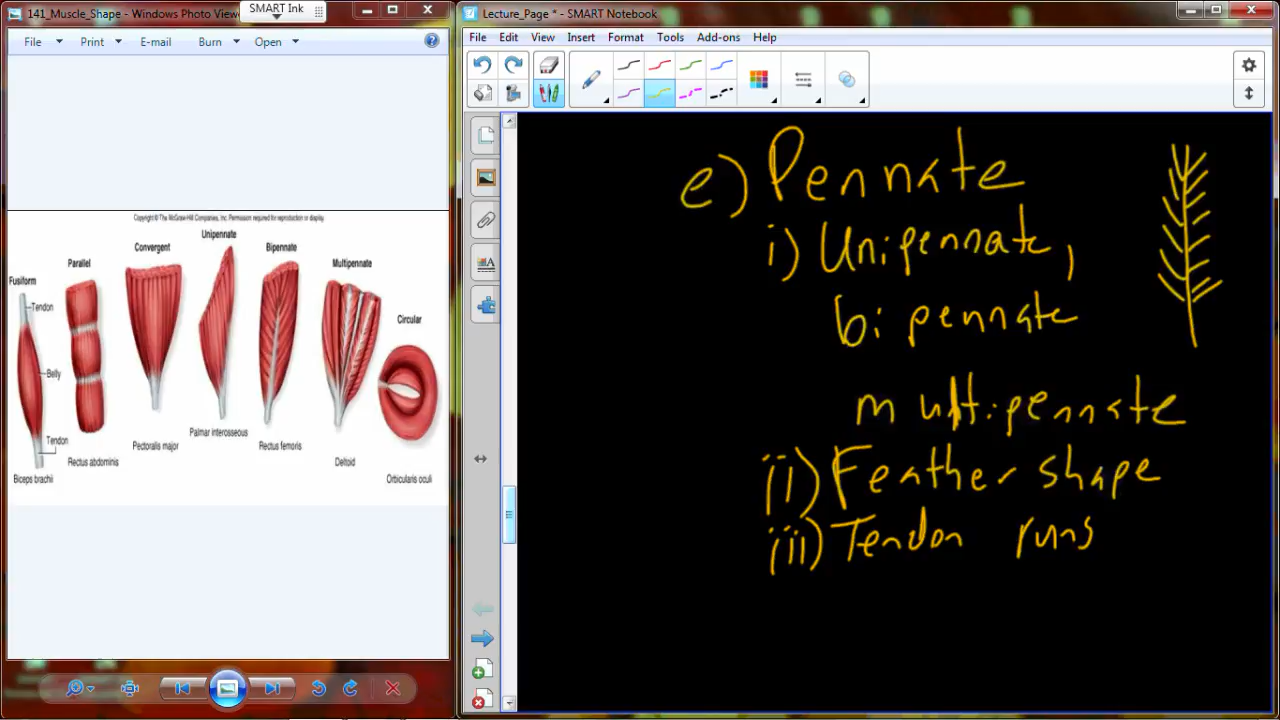 141_Muscle_Shape - Windows Photo Viewe
SMART Ink
File Print E-mail Burn Open
Copyright © The McGraw-Hill Companies, Inc. Permission required for reproduction or display.
Fusiform
Parallel
Convergent
Unipennate
Bipennate
Multipennate
Circular
Tendon
Belly
Tendon
Biceps brachii
Rectus abdominis
Pectoralis major
Palmar interosseous
Rectus femoris
Deltoid
Orbicularis oculi
Lecture_Page * - SMART Notebook
File Edit View Insert Format Tools Add-ons Help
e) Pennate
i) Unipennate,
bipennate
multipennate
ii) Feather shape
iii) Tendon runs